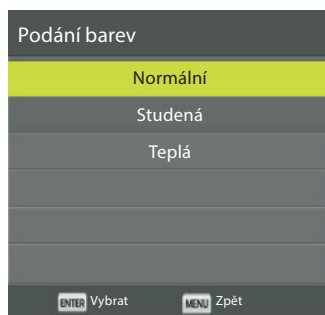 Podání barev
Normální
Studená
Teplá
ENTER Vybrat MENU Zpět